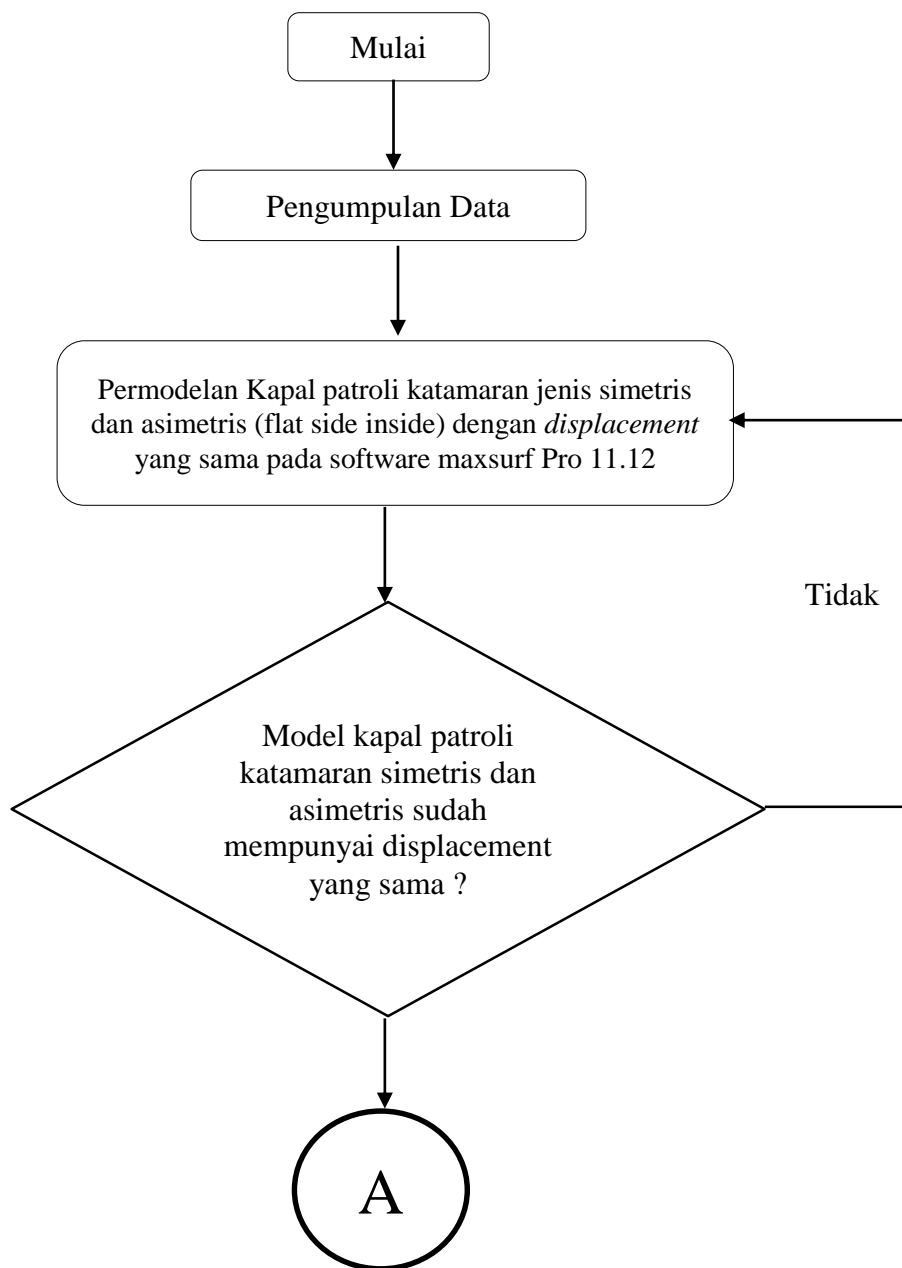 Mulai
Pengumpulan Data
Permodelan Kapal patroli katamaran jenis simetris
dan asimetris (flat side inside) dengan displacement
yang sama pada software maxsurf Pro 11.12
Tidak
Model kapal patroli
katamaran simetris dan
asimetris sudah
mempunyai displacement
yang sama ?
A